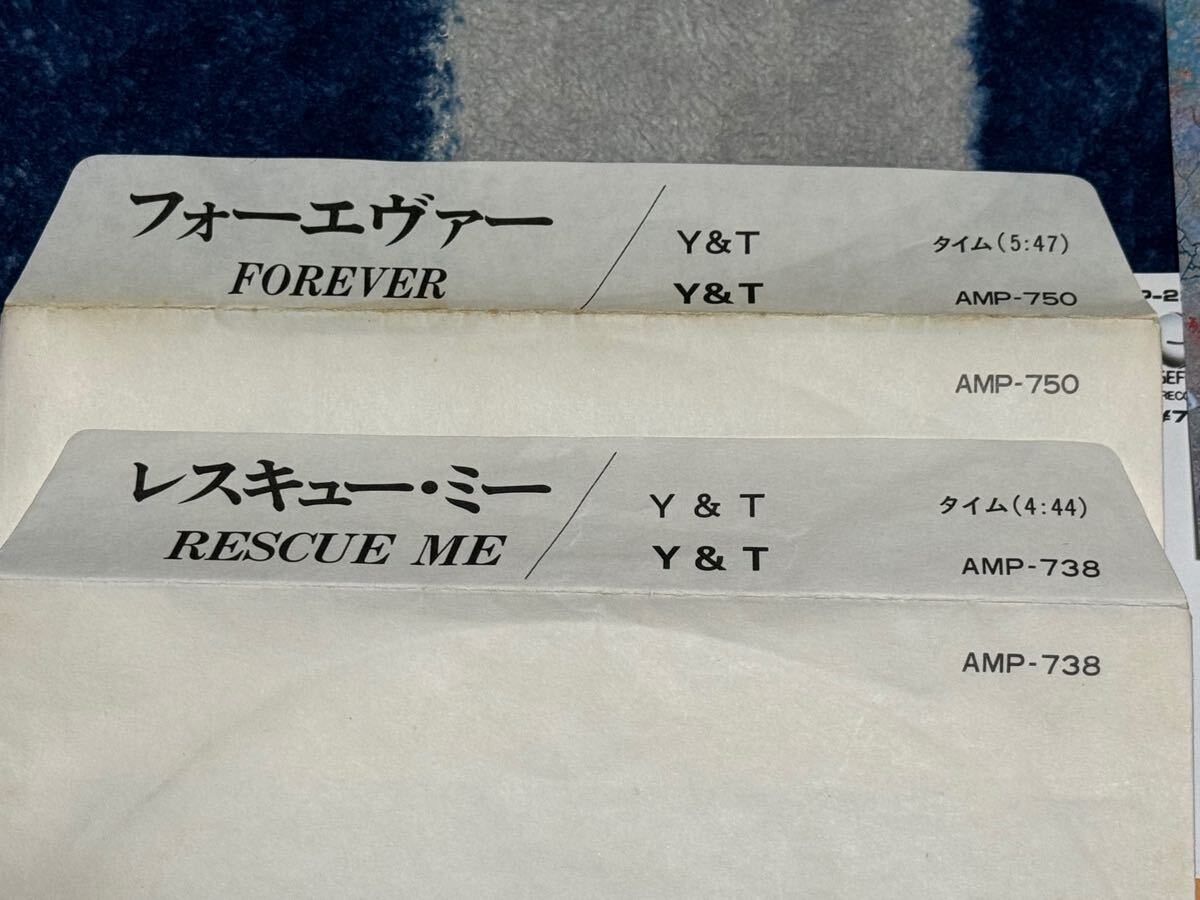 フォーエヴァー
FOREVER
Y&T
Y&T
タイム(5:47)
AMP-750
AMP-750
レスキュー・ミー
RESCUE ME
Y & T
Y & T
タイム(4:44)
AMP-738
AMP-738